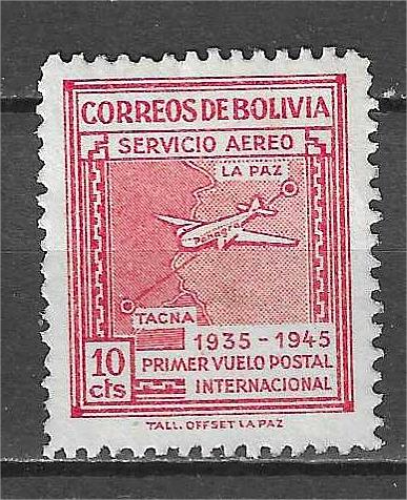 CORREOS DE BOLIVIA
SERVICIO AEREO
LA PAZ
Panagra
TACNA
1935 - 1945
10 cts
PRIMER VUELO POSTAL
INTERNACIONAL
TALL. OFFSET LA PAZ